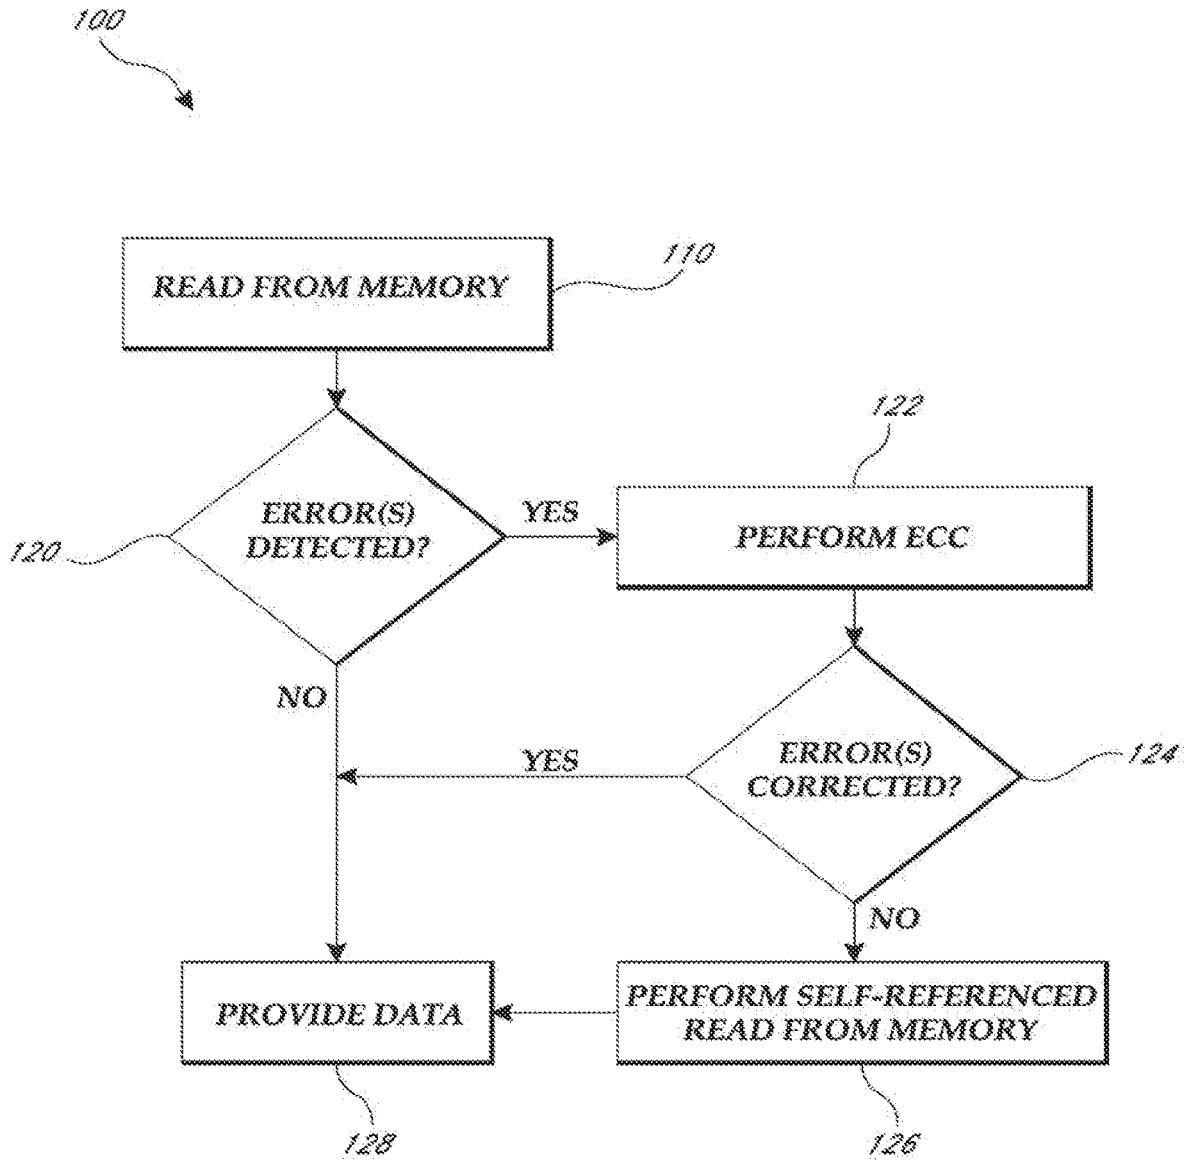 100
READ FROM MEMORY
110
ERROR(S)
DETECTED?
120
YES
122
PERFORM ECC
NO
YES
ERROR(S)
CORRECTED?
124
NO
PROVIDE DATA
PERFORM SELF-REFERENCED
READ FROM MEMORY
128
126